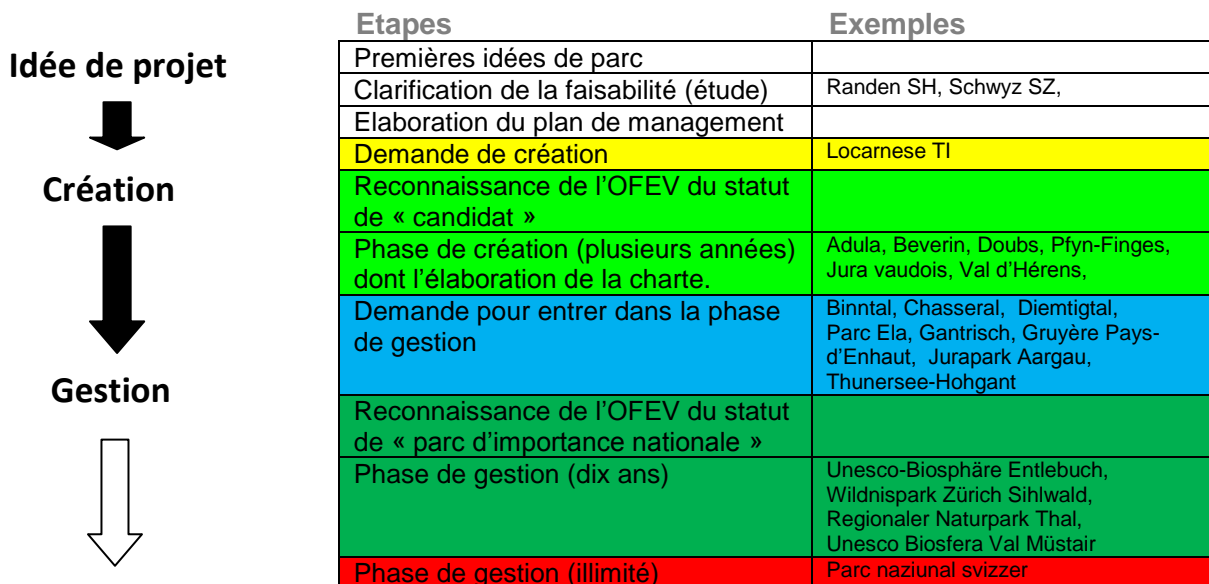 Etapes Exemples
Idée de projet
Premières idées de parc
Clarification de la faisabilité (étude) Randen SH, Schwyz SZ,
Elaboration du plan de management
Demande de création Locarnese TI
Création
Reconnaissance de l'OFEV du statut
de « candidat »
Phase de création (plusieurs années) Adula, Beverin, Doubs, Pfyn-Finges,
dont l'élaboration de la charte. Jura vaudois, Val d'Hérens,
Demande pour entrer dans la phase Binntal, Chasseral, Diemtigtal,
de gestion Parc Ela, Gantrisch, Gruyère Pays-
d'Enhaut, Jurapark Aargau,
Thunersee-Hohgant
Gestion
Reconnaissance de l'OFEV du statut
de « parc d'importance nationale »
Phase de gestion (dix ans) Unesco-Biosphäre Entlebuch,
Wildnispark Zürich Sihlwald,
Regionaler Naturpark Thal,
Unesco Biosfera Val Müstair
Phase de gestion (illimité) Parc naziunal svizzer